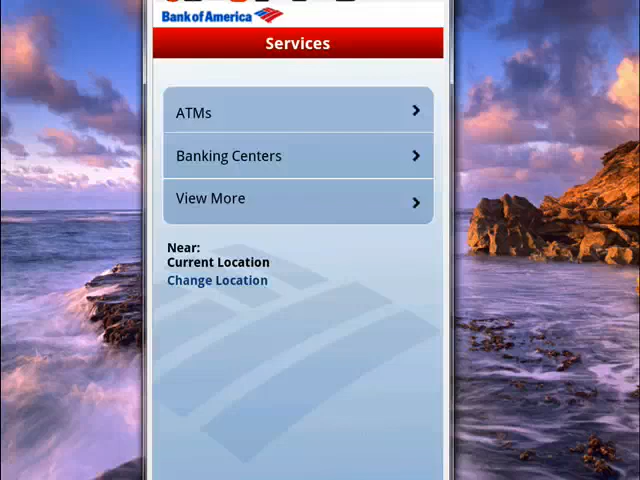 Bank of America
Services
ATMs
Banking Centers
View More
Near:
Current Location
Change Location